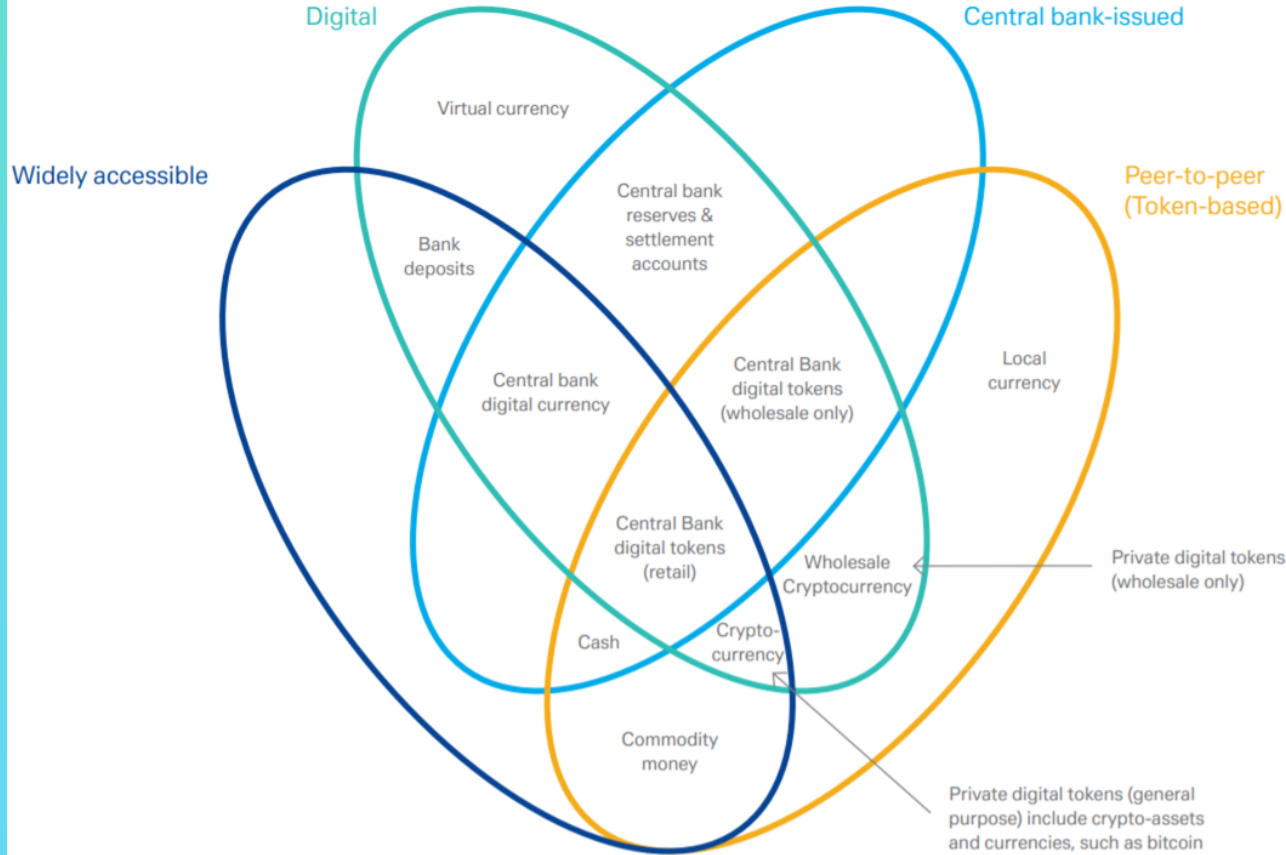 Digital
Central bank-issued
Virtual currency
Widely accessible
Peer-to-peer
(Token-based)
Central bank
reserves &
settlement
accounts
Bank
deposits
Central bank
digital currency
Central Bank
digital tokens
(wholesale only)
Local
currency
Central Bank
digital tokens
(retail)
Wholesale
Cryptocurrency
Private digital tokens
(wholesale only)
Cash
Crypto-
currency
Commodity
money
Private digital tokens (general
purpose) include crypto-assets
and currencies, such as bitcoin